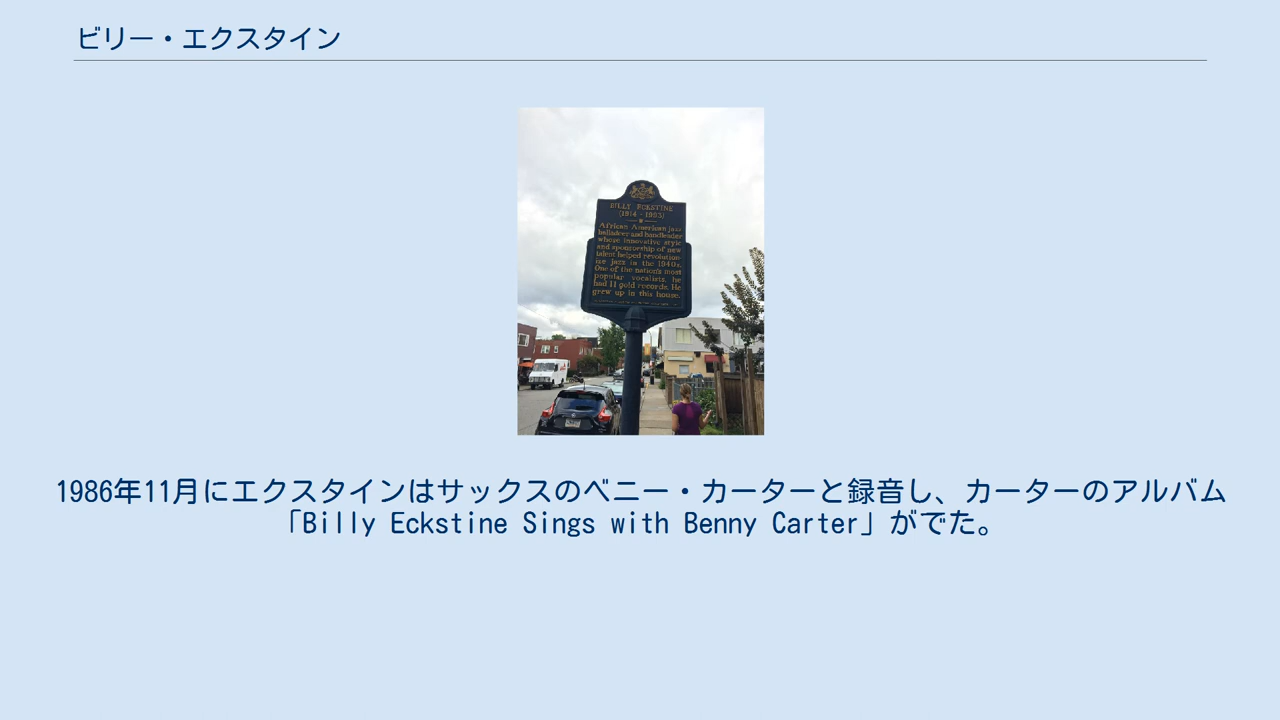 ビリー・エクスタイン
BILLY ECKSTINE
(1914 - 1993)
African American jazz
balladeer and bandleader
whose innovative style
and sponsorship of new
talent helped revolution-
ize jazz in the 1940s.
One of the nation's most
popular vocalists, he
had 11 gold records. He
grew up in this house.
1986年11月にエクスタインはサックスのベニー・カーターと録音し、カーターのアルバム
「Billy Eckstine Sings with Benny Carter」がでた。